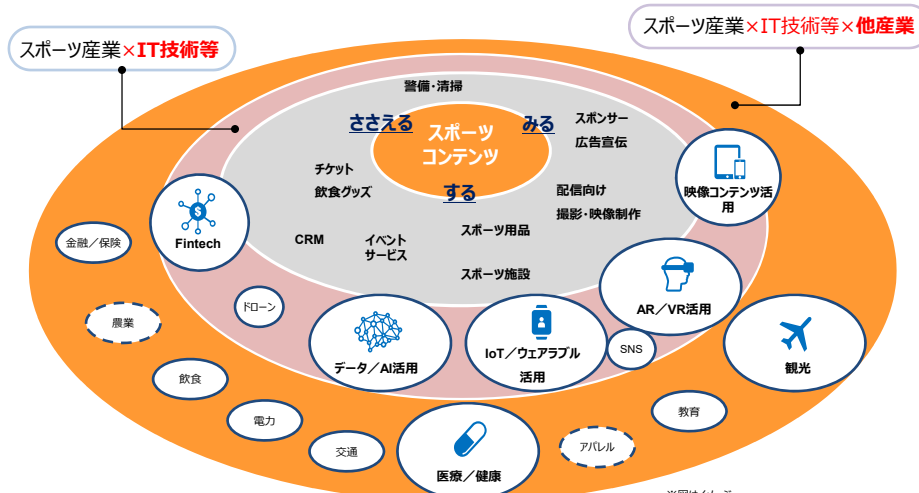 スポーツ産業×IT技術等
スポーツ産業×IT技術等×他産業
警備・清掃
ささえる
みる
する
スポーツ
コンテンツ
スポンサー
広告宣伝
チケット
飲食グッズ
配信向け
撮影・映像制作
CRM
イベント
サービス
スポーツ用品
スポーツ施設
映像コンテンツ活
用
Fintech
金融／保険
農業
ドローン
データ／AI活用
IoT／ウェアラブル
活用
AR／VR活用
SNS
観光
飲食
電力
交通
医療／健康
アパレル
教育